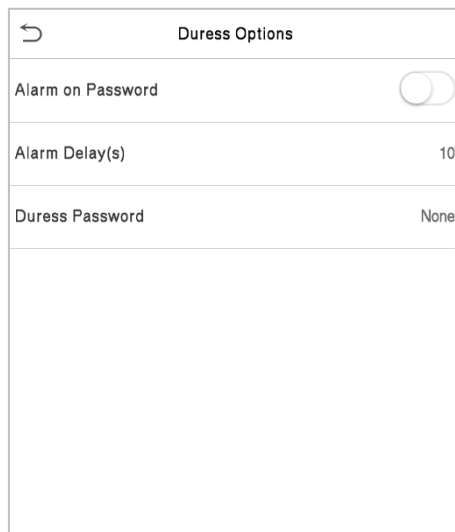 Duress Options
Alarm on Password
Alarm Delay(s) 10
Duress Password None